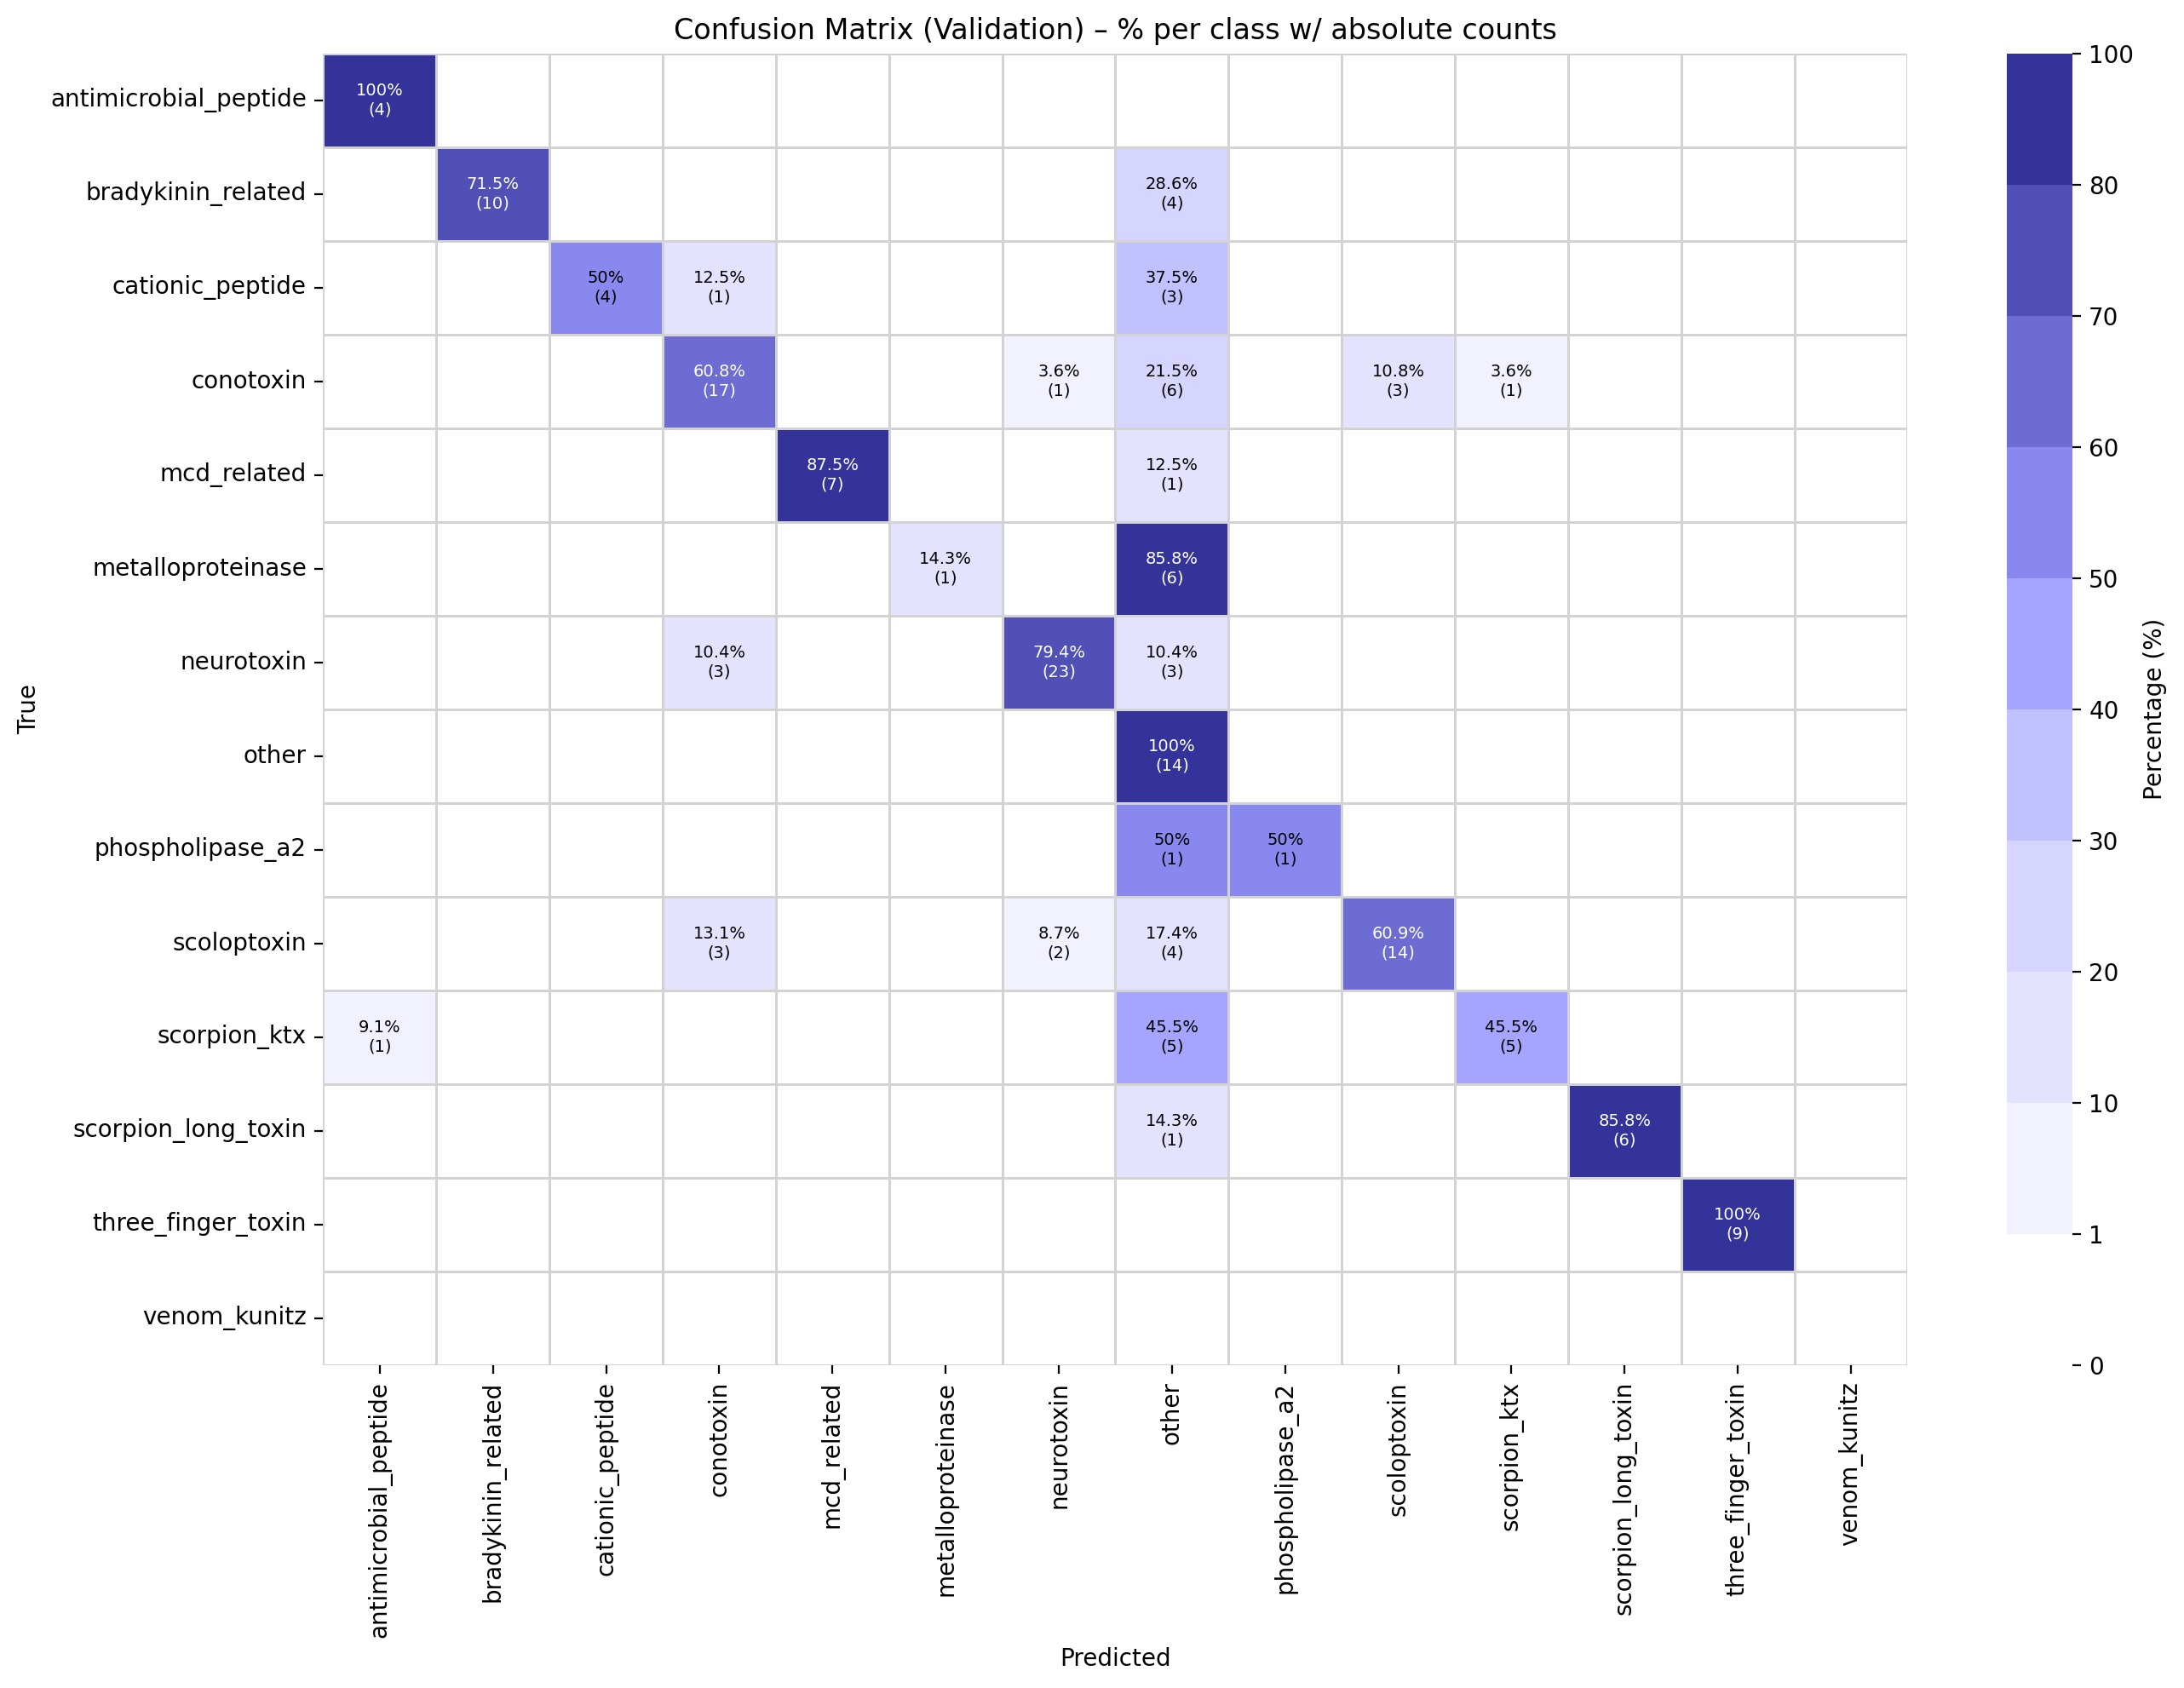 Confusion Matrix (Validation) – % per class w/ absolute counts
True
antimicrobial_peptide
100%
(4)
bradykinin_related
71.5%
(10)
28.6%
(4)
cationic_peptide
50%
(4)
12.5%
(1)
37.5%
(3)
conotoxin
60.8%
(17)
3.6%
(1)
21.5%
(6)
10.8%
(3)
3.6%
(1)
mcd_related
87.5%
(7)
12.5%
(1)
metalloproteinase
14.3%
(1)
85.8%
(6)
neurotoxin
10.4%
(3)
79.4%
(23)
10.4%
(3)
other
100%
(14)
phospholipase_a2
50%
(1)
50%
(1)
scoloptoxin
13.1%
(3)
8.7%
(2)
17.4%
(4)
60.9%
(14)
scorpion_ktx
9.1%
(1)
45.5%
(5)
45.5%
(5)
scorpion_long_toxin
14.3%
(1)
85.8%
(6)
three_finger_toxin
100%
(9)
venom_kunitz
antimicrobial_peptide
bradykinin_related
cationic_peptide
conotoxin
mcd_related
metalloproteinase
neurotoxin
other
phospholipase_a2
scoloptoxin
scorpion_ktx
scorpion_long_toxin
three_finger_toxin
venom_kunitz
Predicted
100
80
70
60
50
40
30
20
10
1
0
Percentage (%)